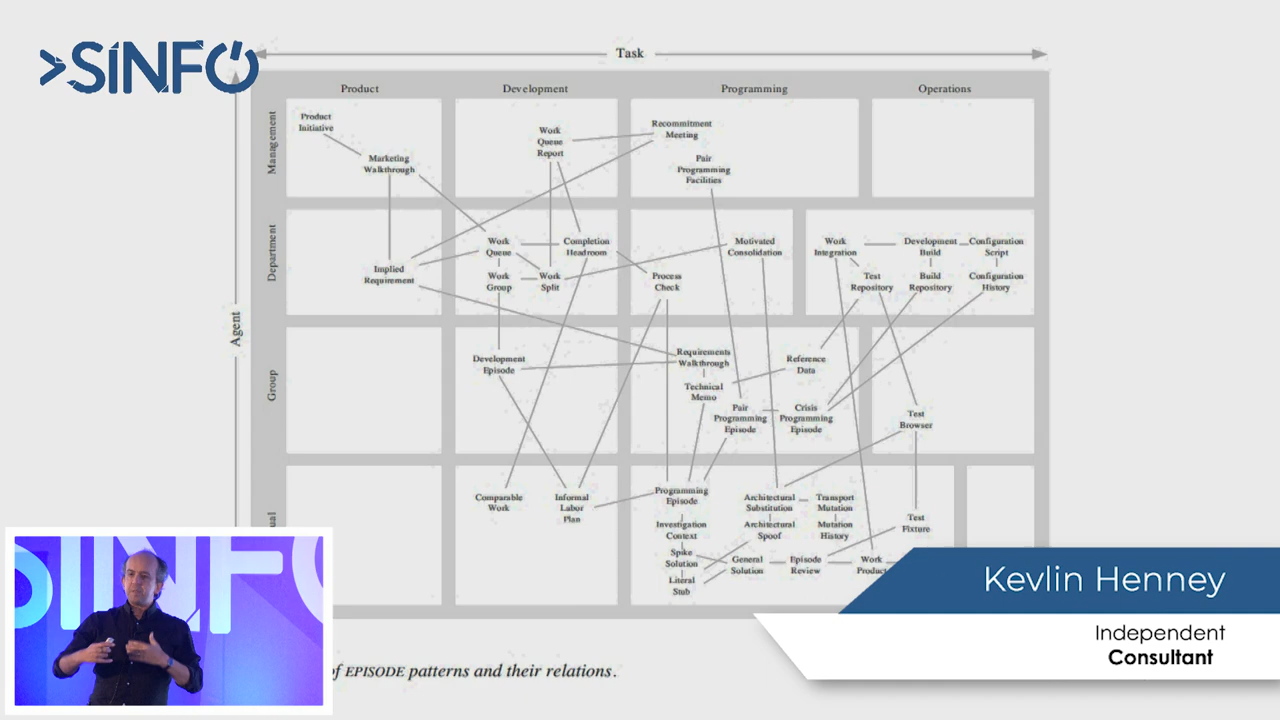 >SINFO
Task
Product Development Programming Operations
Agent
Management
Product
Initiative
Marketing
Walkthrough
Work
Queue
Report
Recommitment
Meeting
Pair
Programming
Facilities
Department
Implied
Requirement
Work
Queue
Completion
Headroom
Work
Group
Work
Split
Process
Check
Motivated
Consolidation
Work
Integration
Development
Build
Configuration
Script
Test
Repository
Build
Repository
Configuration
History
Group
Development
Episode
Requirements
Walkthrough
Technical
Memo
Reference
Data
Pair
Programming
Episode
Crisis
Programming
Episode
Test
Browser
ual
Comparable
Work
Informal
Labor
Plan
Programming
Episode
Investigation
Context
Spike
Solution
Literal
Stub
Architectural
Substitution
Transport
Mutation
Architectural
Spoof
Mutation
History
General
Solution
Episode
Review
Work
Product
Test
Fixture
of EPISODE patterns and their relations.
SINFO
Kevlin Henney
Independent
Consultant